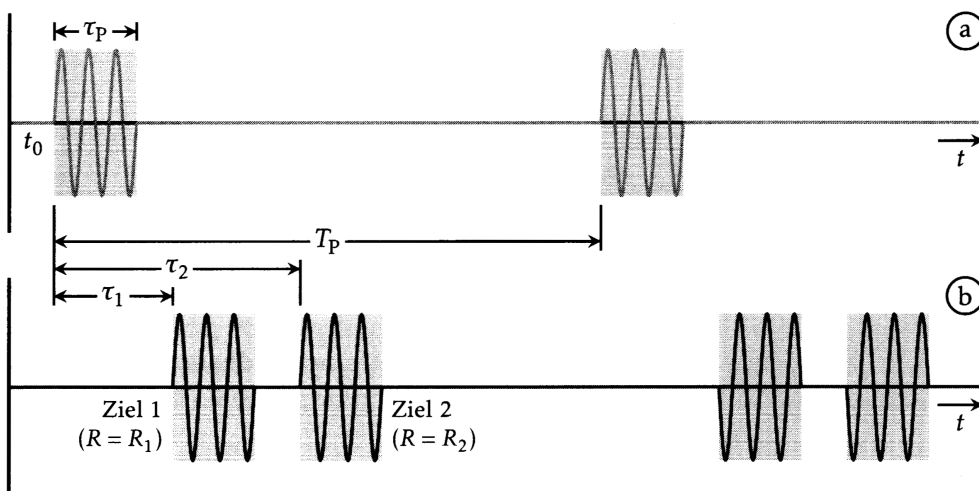 τP
a
t0
t
TP
τ2
τ1
b
Ziel 1
(R = R1)
Ziel 2
(R = R2)
t